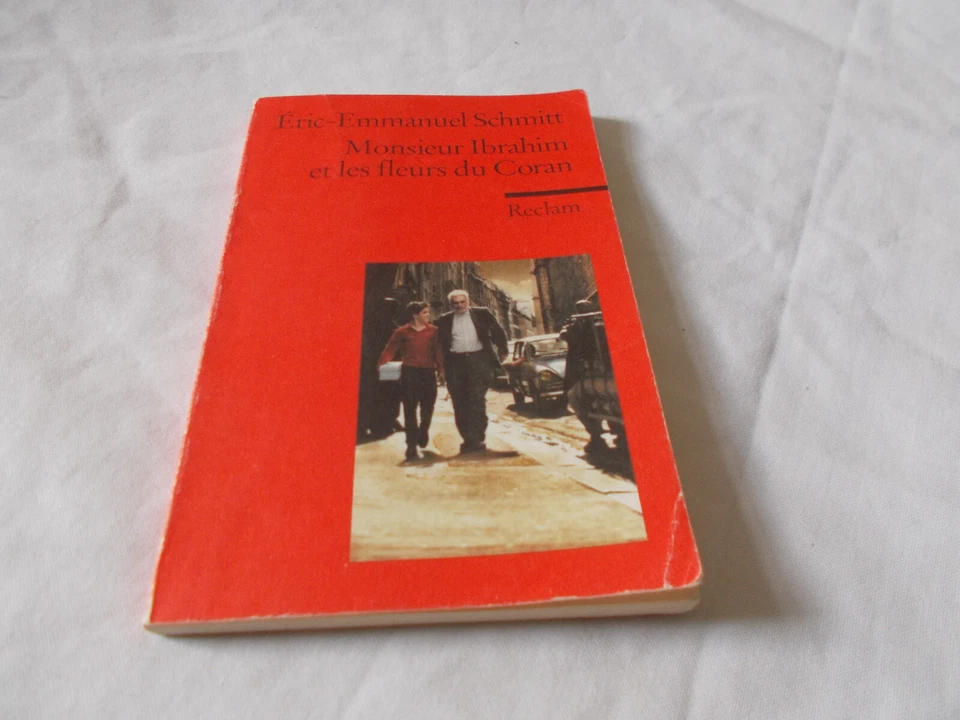 Éric-Emmanuel Schmitt
Monsieur Ibrahim
et les fleurs du Coran
Reclam